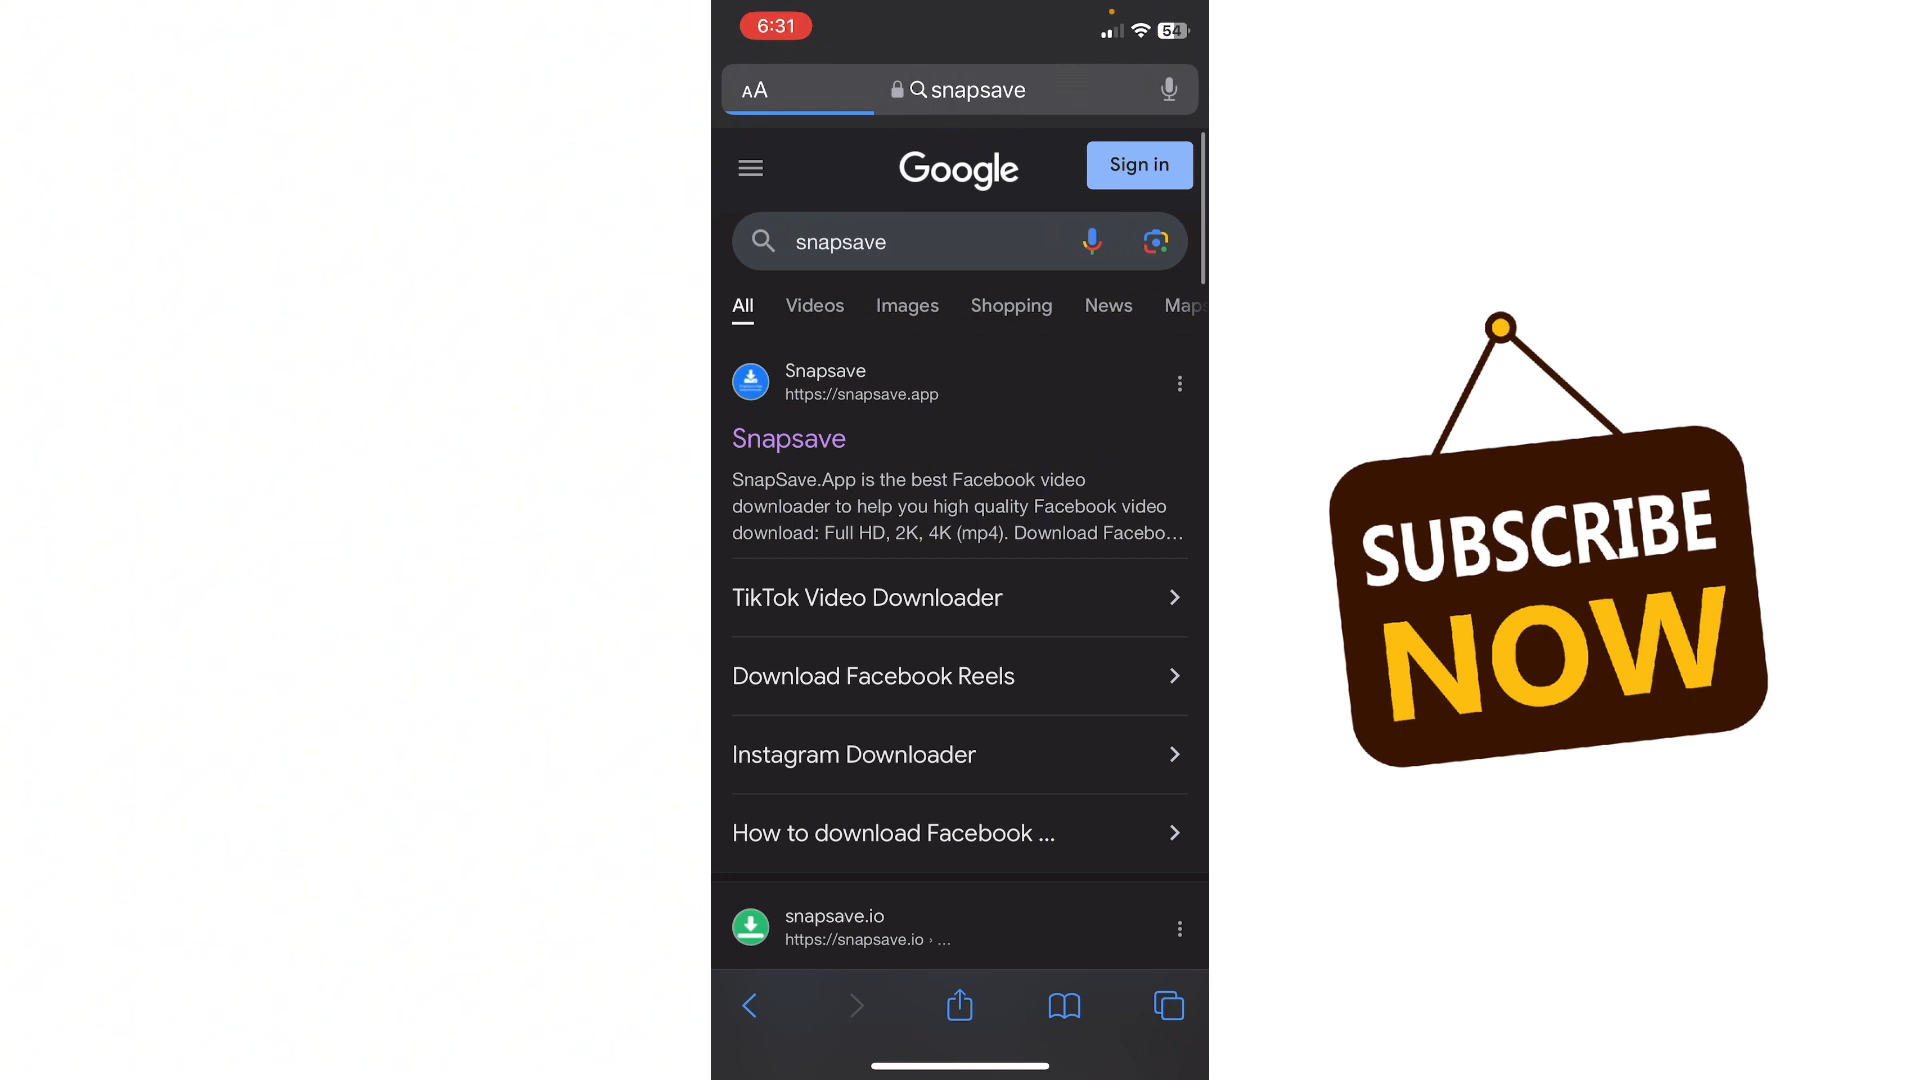 6:31
54
AA
snapsave
Google
Sign in
snapsave
All Videos Images Shopping News Map
Snapsave
https://snapsave.app
Snapsave
SnapSave.App is the best Facebook video
downloader to help you high quality Facebook video
download: Full HD, 2K, 4K (mp4). Download Facebo...
TikTok Video Downloader
Download Facebook Reels
Instagram Downloader
How to download Facebook ...
snapsave.io
https://snapsave.io › ...
SUBSCRIBE
NOW